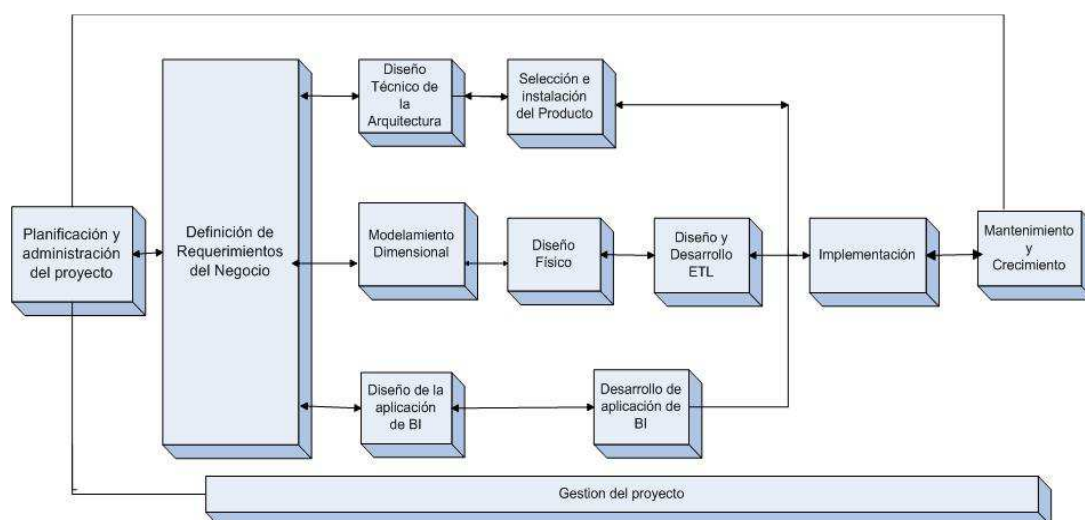 Planificación y
administración
del proyecto
Definición de
Requerimientos
del Negocio
Diseño
Técnico de
la
Arquitectura
Selección e
instalación
del Producto
Modelamiento
Dimensional
Diseño
Físico
Diseño y
Desarrollo
ETL
Implementación
Mantenimiento
y
Crecimiento
Diseño de la
aplicación
de BI
Desarrollo de
aplicación de
BI
Gestion del proyecto